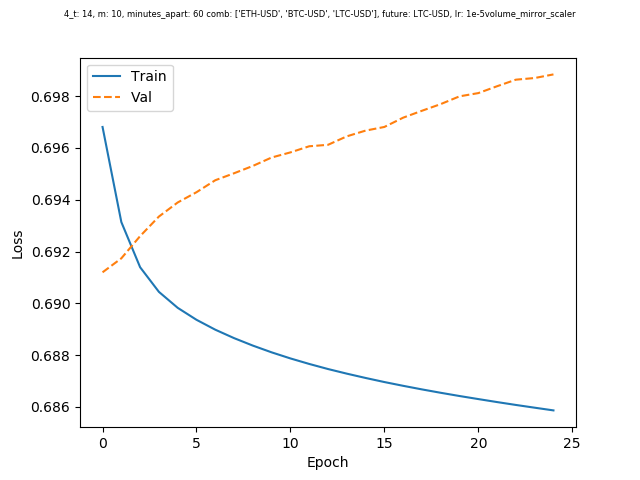 4_t: 14, m: 10, minutes_apart: 60 comb: ['ETH-USD', 'BTC-USD', 'LTC-USD'], future: LTC-USD, lr: 1e-5volume_mirror_scaler
Train
Val
0.698
0.696
0.694
0.692
0.690
0.688
0.686
Loss
0 5 10 15 20 25
Epoch